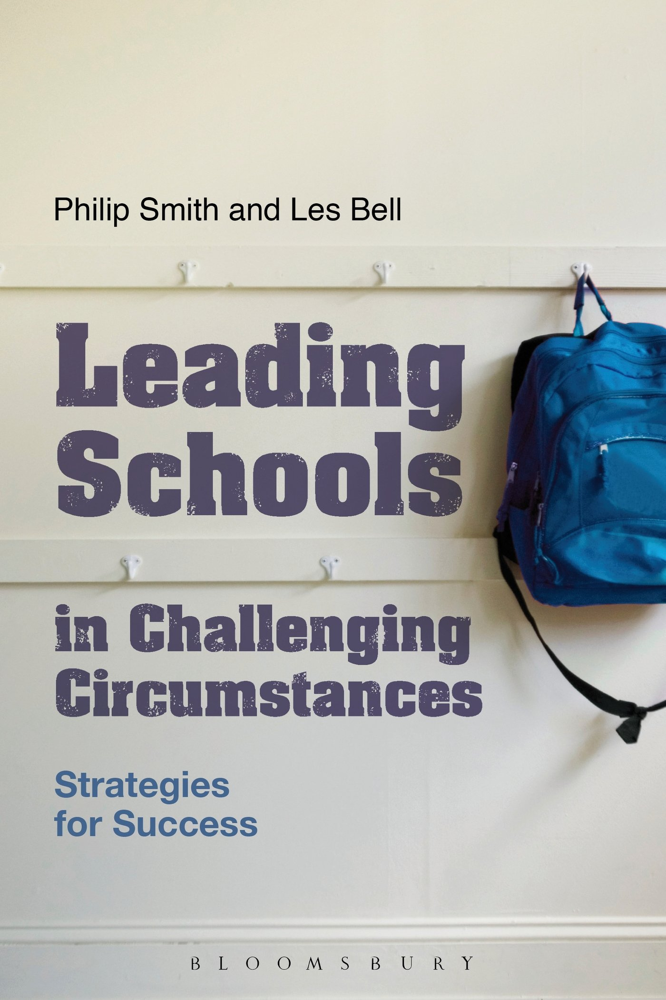 Philip Smith and Les Bell
Leading
Schools
in Challenging
Circumstances
Strategies
for Success
BLOOMSBURY